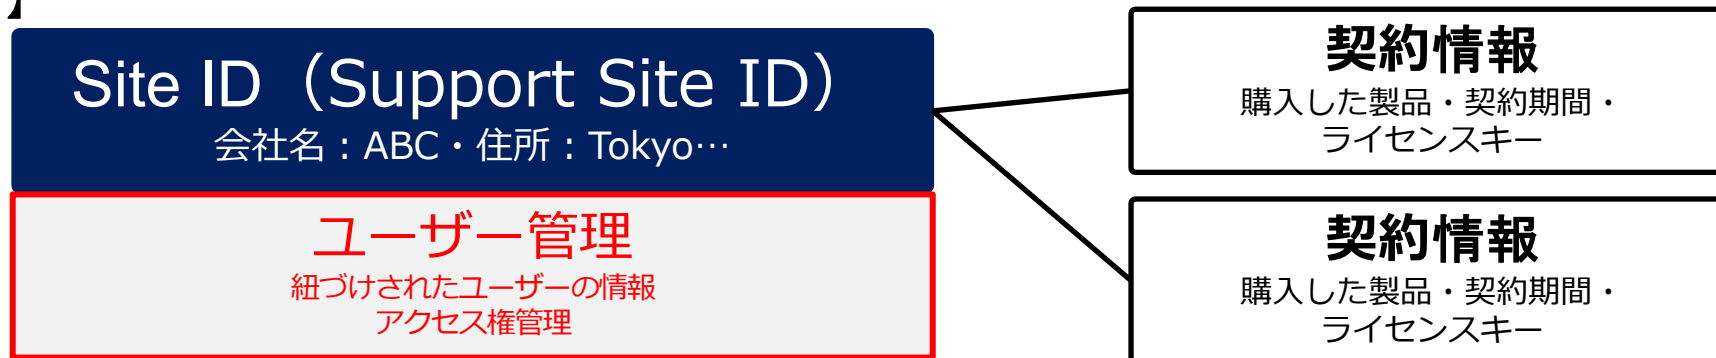 】
Site ID（Support Site ID）
会社名：ABC・住所：Tokyo…
ユーザー管理
紐づけされたユーザーの情報
アクセス権管理
契約情報
購入した製品・契約期間・
ライセンスキー
契約情報
購入した製品・契約期間・
ライセンスキー